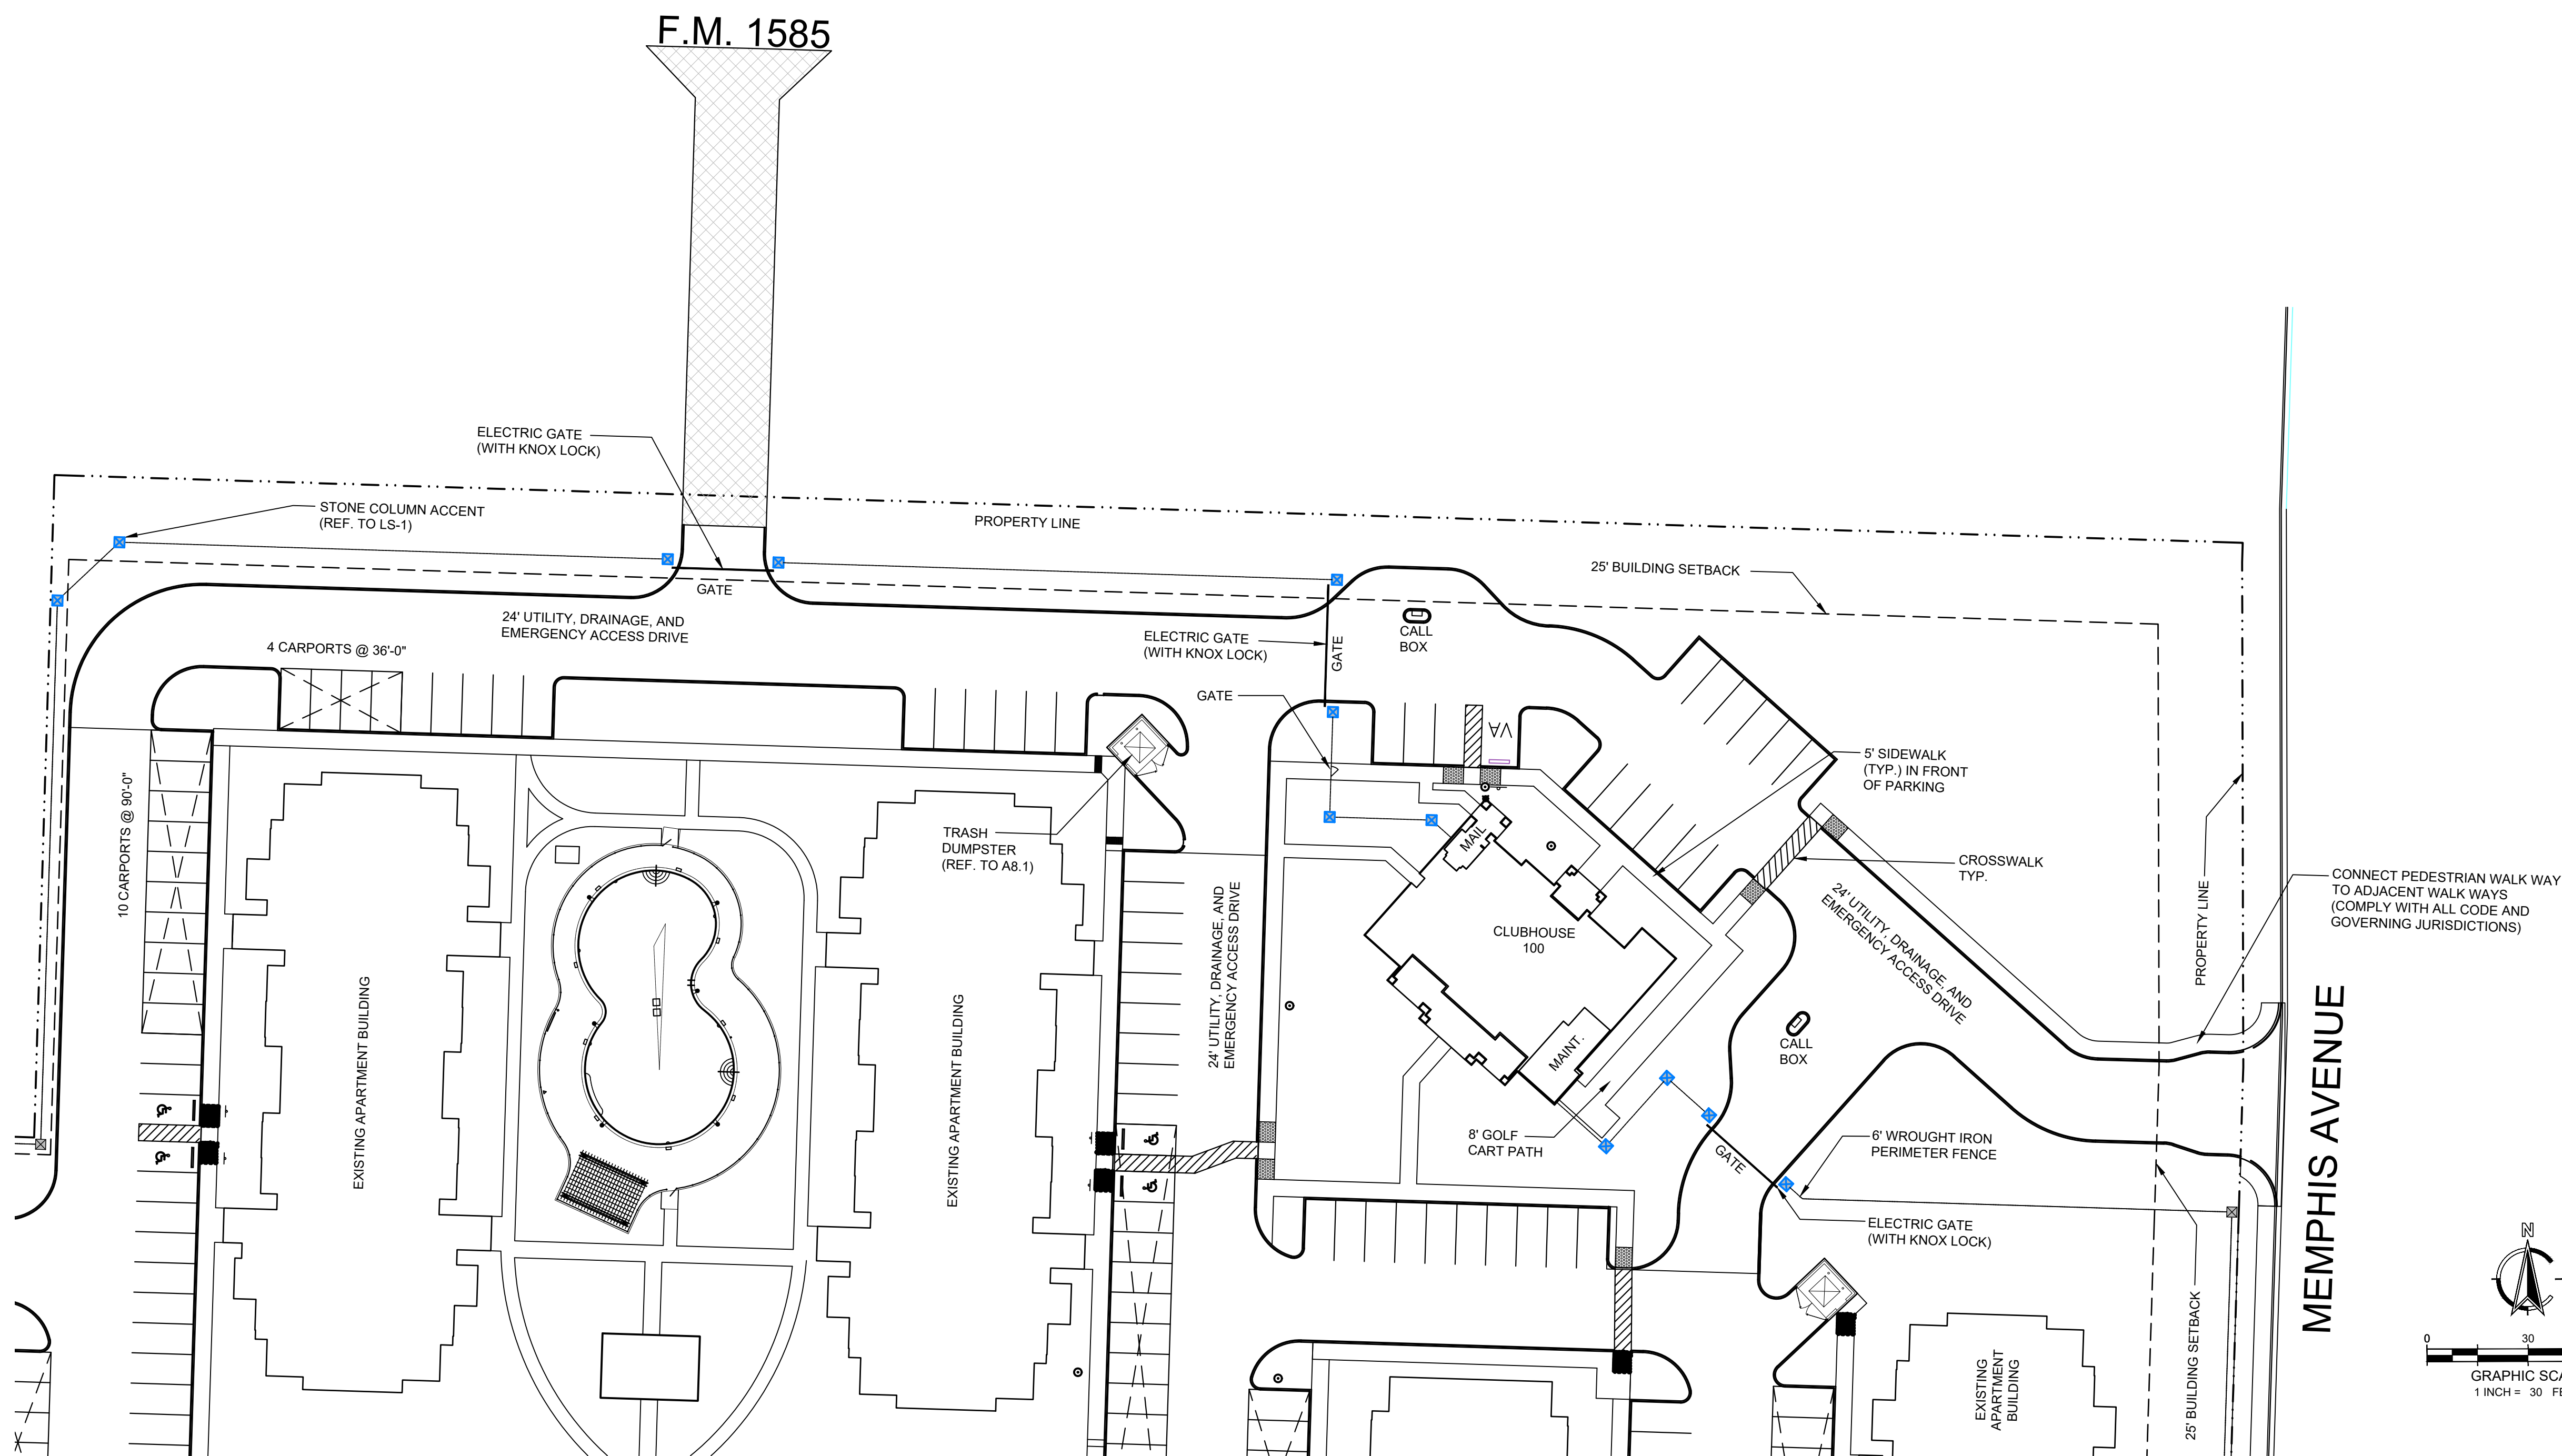 F.M. 1585
ELECTRIC GATE
(WITH KNOX LOCK)
STONE COLUMN ACCENT
(REF. TO LS-1)
PROPERTY LINE
GATE
25' BUILDING SETBACK
24' UTILITY, DRAINAGE, AND
EMERGENCY ACCESS DRIVE
4 CARPORTS @ 36'-0"
ELECTRIC GATE
(WITH KNOX LOCK)
GATE
CALL
BOX
GATE
VA
5' SIDEWALK
(TYP.) IN FRONT
OF PARKING
10 CARPORTS @ 90'-0"
TRASH
DUMPSTER
(REF. TO A8.1)
MAIL
CROSSWALK
TYP.
CONNECT PEDESTRIAN WALK WAY
TO ADJACENT WALK WAYS
(COMPLY WITH ALL CODE AND
GOVERNING JURISDICTIONS)
PROPERTY LINE
24' UTILITY, DRAINAGE, AND
EMERGENCY ACCESS DRIVE
24' UTILITY, DRAINAGE, AND
EMERGENCY ACCESS DRIVE
CLUBHOUSE
100
EXISTING APARTMENT BUILDING
EXISTING APARTMENT BUILDING
MAINT.
CALL
BOX
MEMPHIS AVENUE
8' GOLF
CART PATH
GATE
6' WROUGHT IRON
PERIMETER FENCE
ELECTRIC GATE
(WITH KNOX LOCK)
25' BUILDING SETBACK
EXISTING
APARTMENT
BUILDING
N
0 30
GRAPHIC SCA
1 INCH = 30 FE